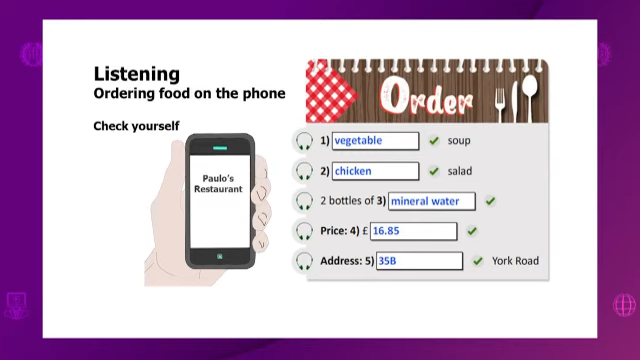 Listening
Ordering food on the phone
Check yourself
Paulo's
Restaurant
Order
1) vegetable soup
2) chicken salad
2 bottles of 3) mineral water
Price: 4) £ 16.85
Address: 5) 35B York Road